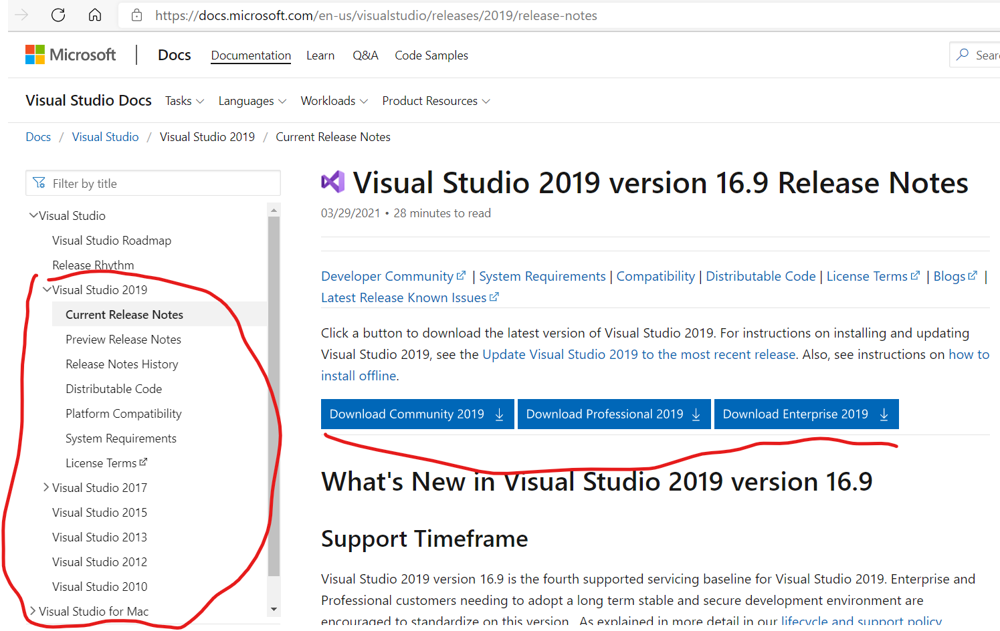 https://docs.microsoft.com/en-us/visualstudio/releases/2019/release-notes
Microsoft Docs Documentation Learn Q&A Code Samples
Visual Studio Docs Tasks Languages Workloads Product Resources
Docs / Visual Studio / Visual Studio 2019 / Current Release Notes
Filter by title
Visual Studio
Visual Studio Roadmap
Release Rhythm
Visual Studio 2019
Current Release Notes
Preview Release Notes
Release Notes History
Distributable Code
Platform Compatibility
System Requirements
License Terms
Visual Studio 2017
Visual Studio 2015
Visual Studio 2013
Visual Studio 2012
Visual Studio 2010
Visual Studio for Mac
Visual Studio 2019 version 16.9 Release Notes
03/29/2021 • 28 minutes to read
Developer Community | System Requirements | Compatibility | Distributable Code | License Terms | Blogs |
Latest Release Known Issues
Click a button to download the latest version of Visual Studio 2019. For instructions on installing and updating
Visual Studio 2019, see the Update Visual Studio 2019 to the most recent release. Also, see instructions on how to
install offline.
Download Community 2019 Download Professional 2019 Download Enterprise 2019
What's New in Visual Studio 2019 version 16.9
Support Timeframe
Visual Studio 2019 version 16.9 is the fourth supported servicing baseline for Visual Studio 2019. Enterprise and
Professional customers needing to adopt a long term stable and secure development environment are
encouraged to standardize on this version. As explained in more detail in our lifecycle and support policy